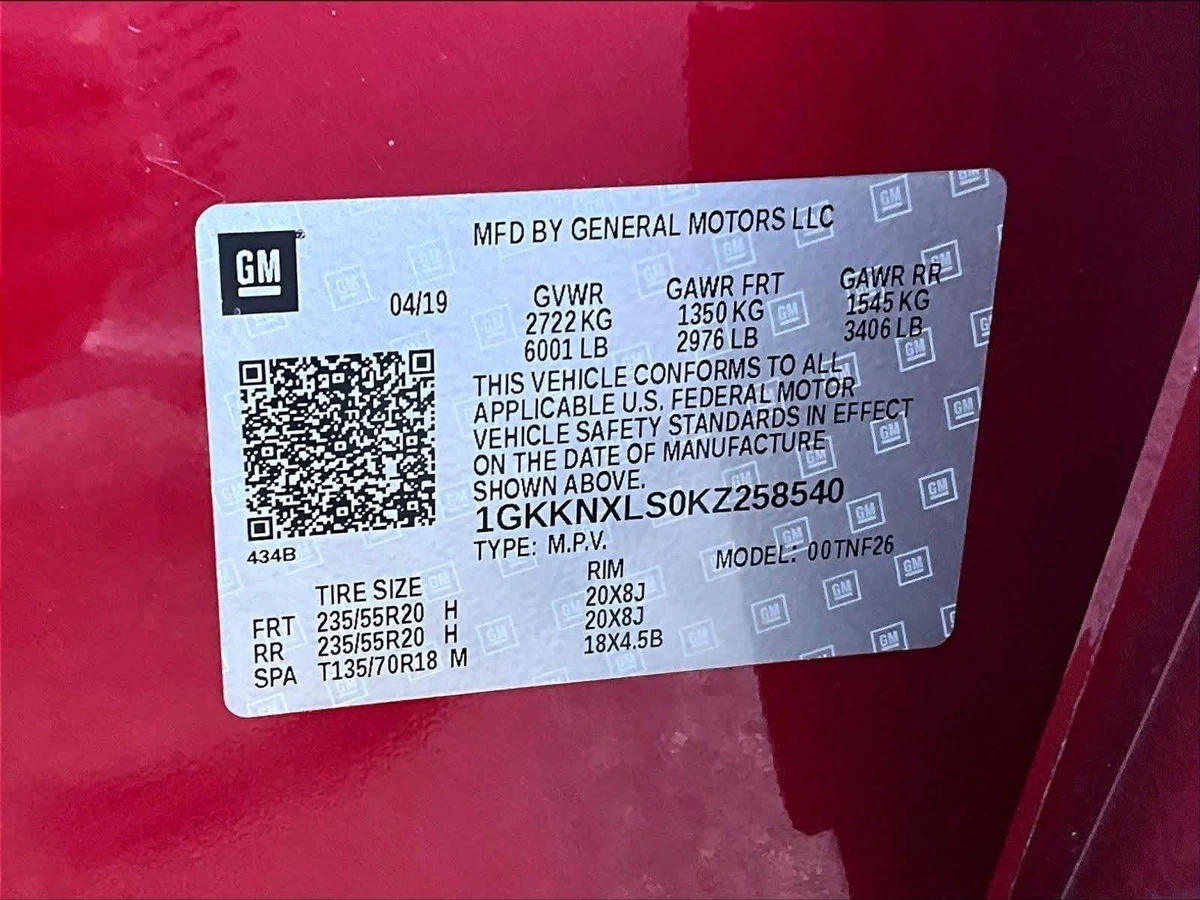 GM
MFD BY GENERAL MOTORS LLC
04/19
GVWR GAWR FRT GAWR RR
2722 KG 1350 KG 1545 KG
6001 LB 2976 LB 3406 LB
THIS VEHICLE CONFORMS TO ALL
APPLICABLE U.S. FEDERAL MOTOR
VEHICLE SAFETY STANDARDS IN EFFECT
ON THE DATE OF MANUFACTURE
SHOWN ABOVE.
1GKKNXLS0KZ258540
434B
TYPE: M.P.V. MODEL: 00TNF26
TIRE SIZE RIM
FRT 235/55R20 H 20X8J
RR 235/55R20 H 20X8J
SPA T135/70R18 M 18X4.5B